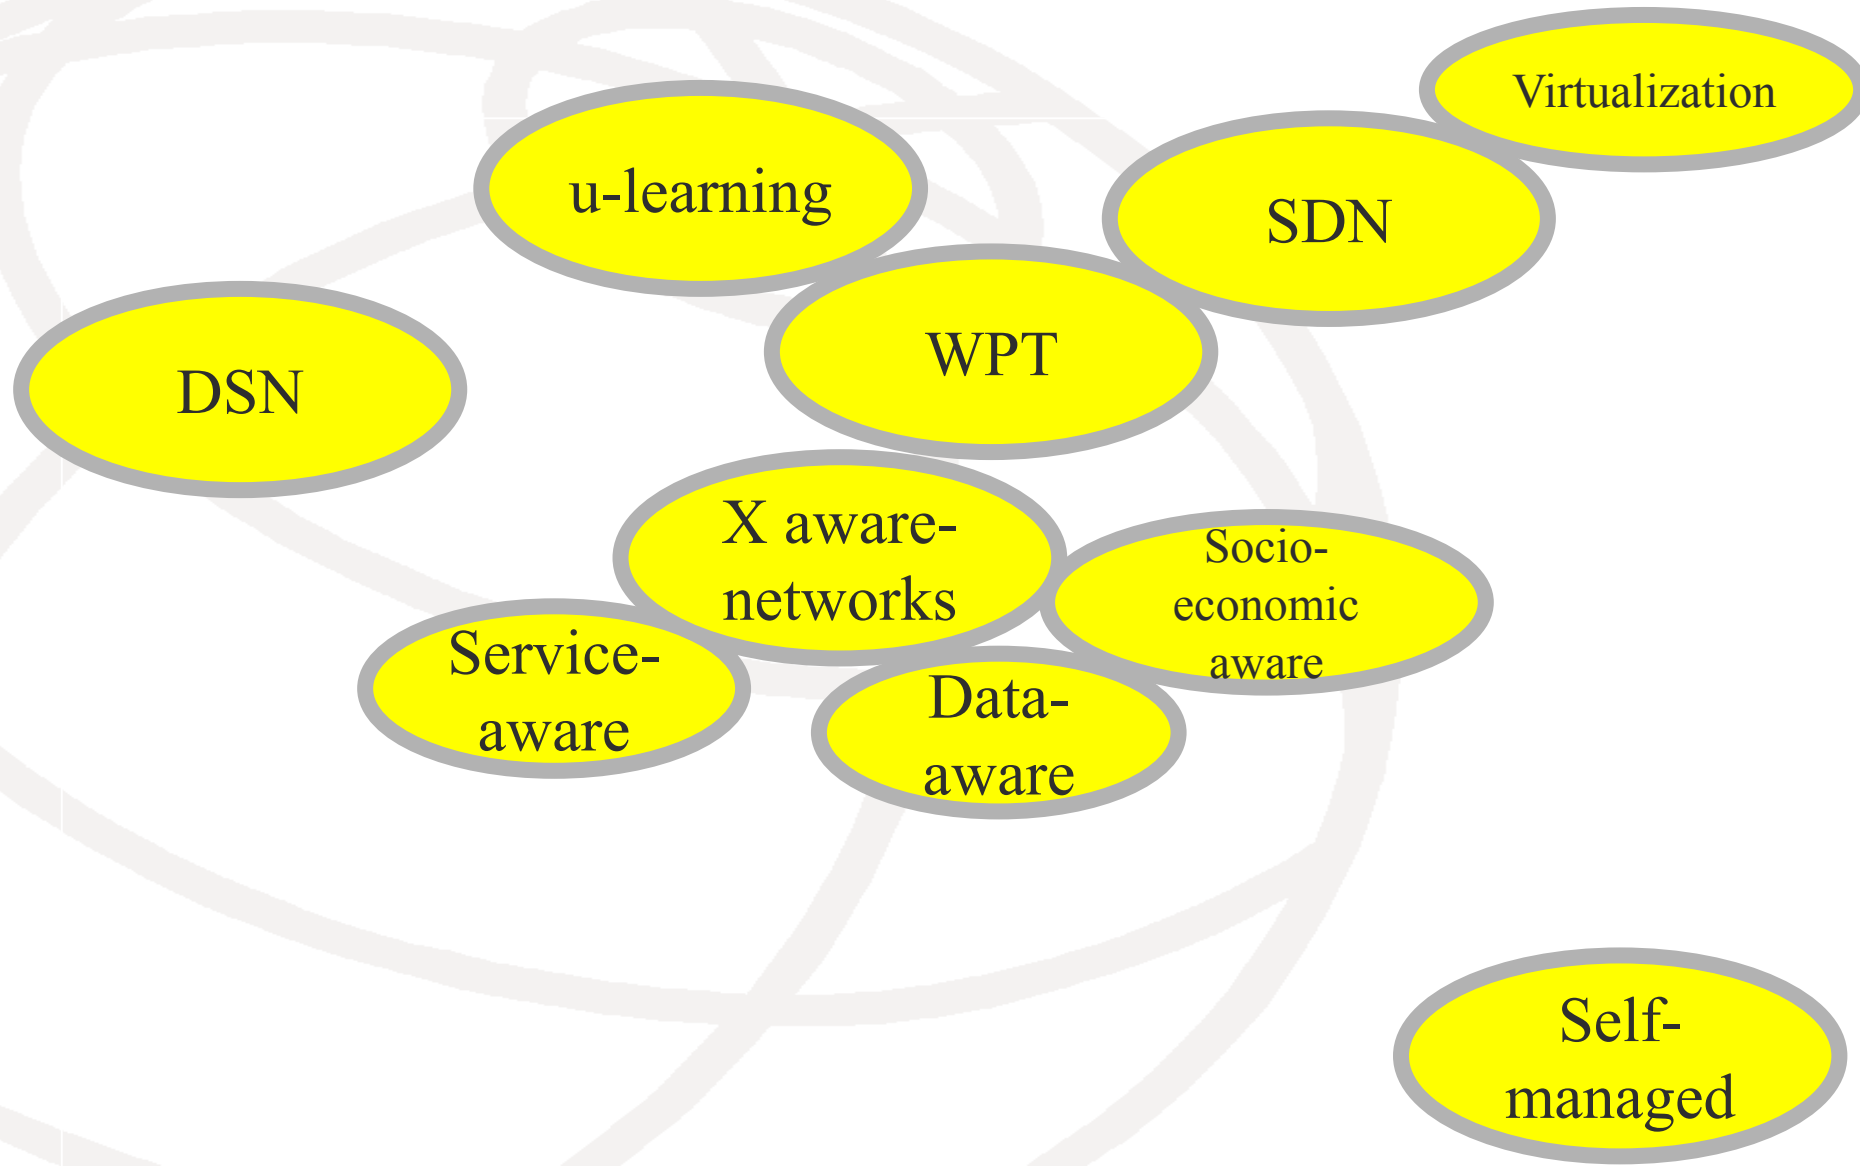 Virtualization
u-learning
SDN
WPT
DSN
X aware-
networks
Socio-
economic
aware
Service-
aware
Data-
aware
Self-
managed